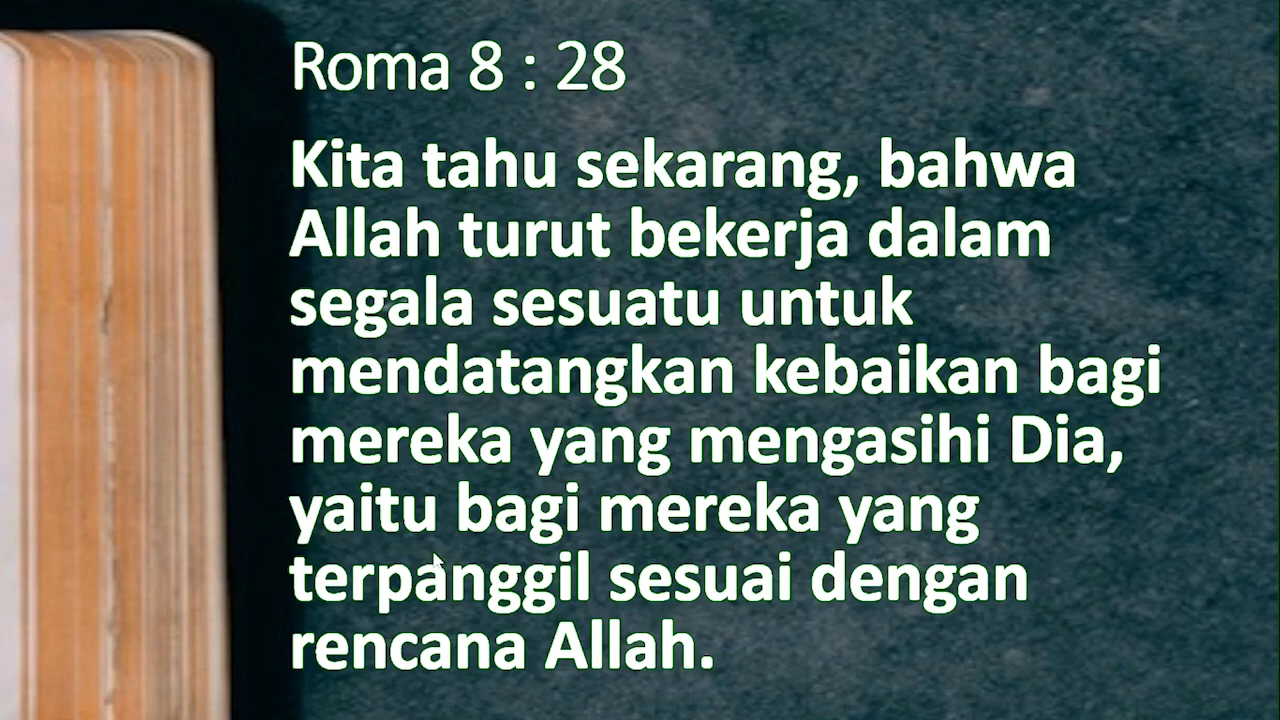 Roma 8 : 28
Kita tahu sekarang, bahwa
Allah turut bekerja dalam
segala sesuatu untuk
mendatangkan kebaikan bagi
mereka yang mengasihi Dia,
yaitu bagi mereka yang
terpanggil sesuai dengan
rencana Allah.